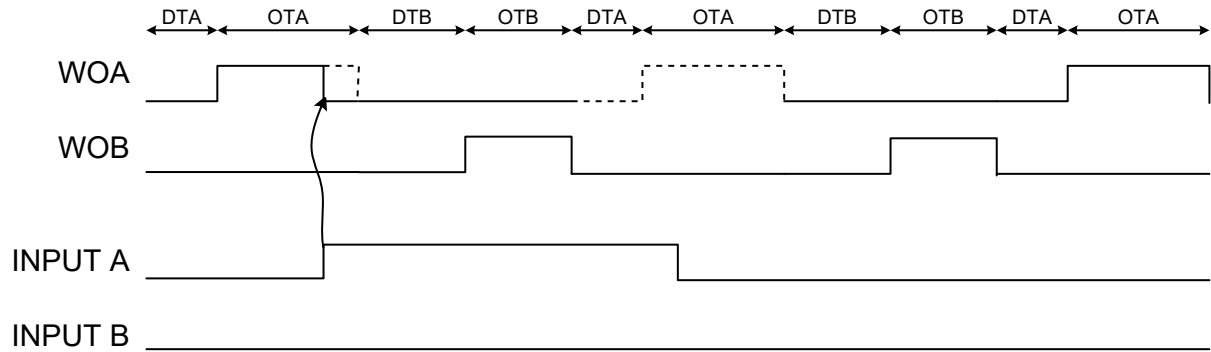 DTA OTA DTB OTB DTA OTA DTB OTB DTA OTA
WOA
WOB
INPUT A
INPUT B